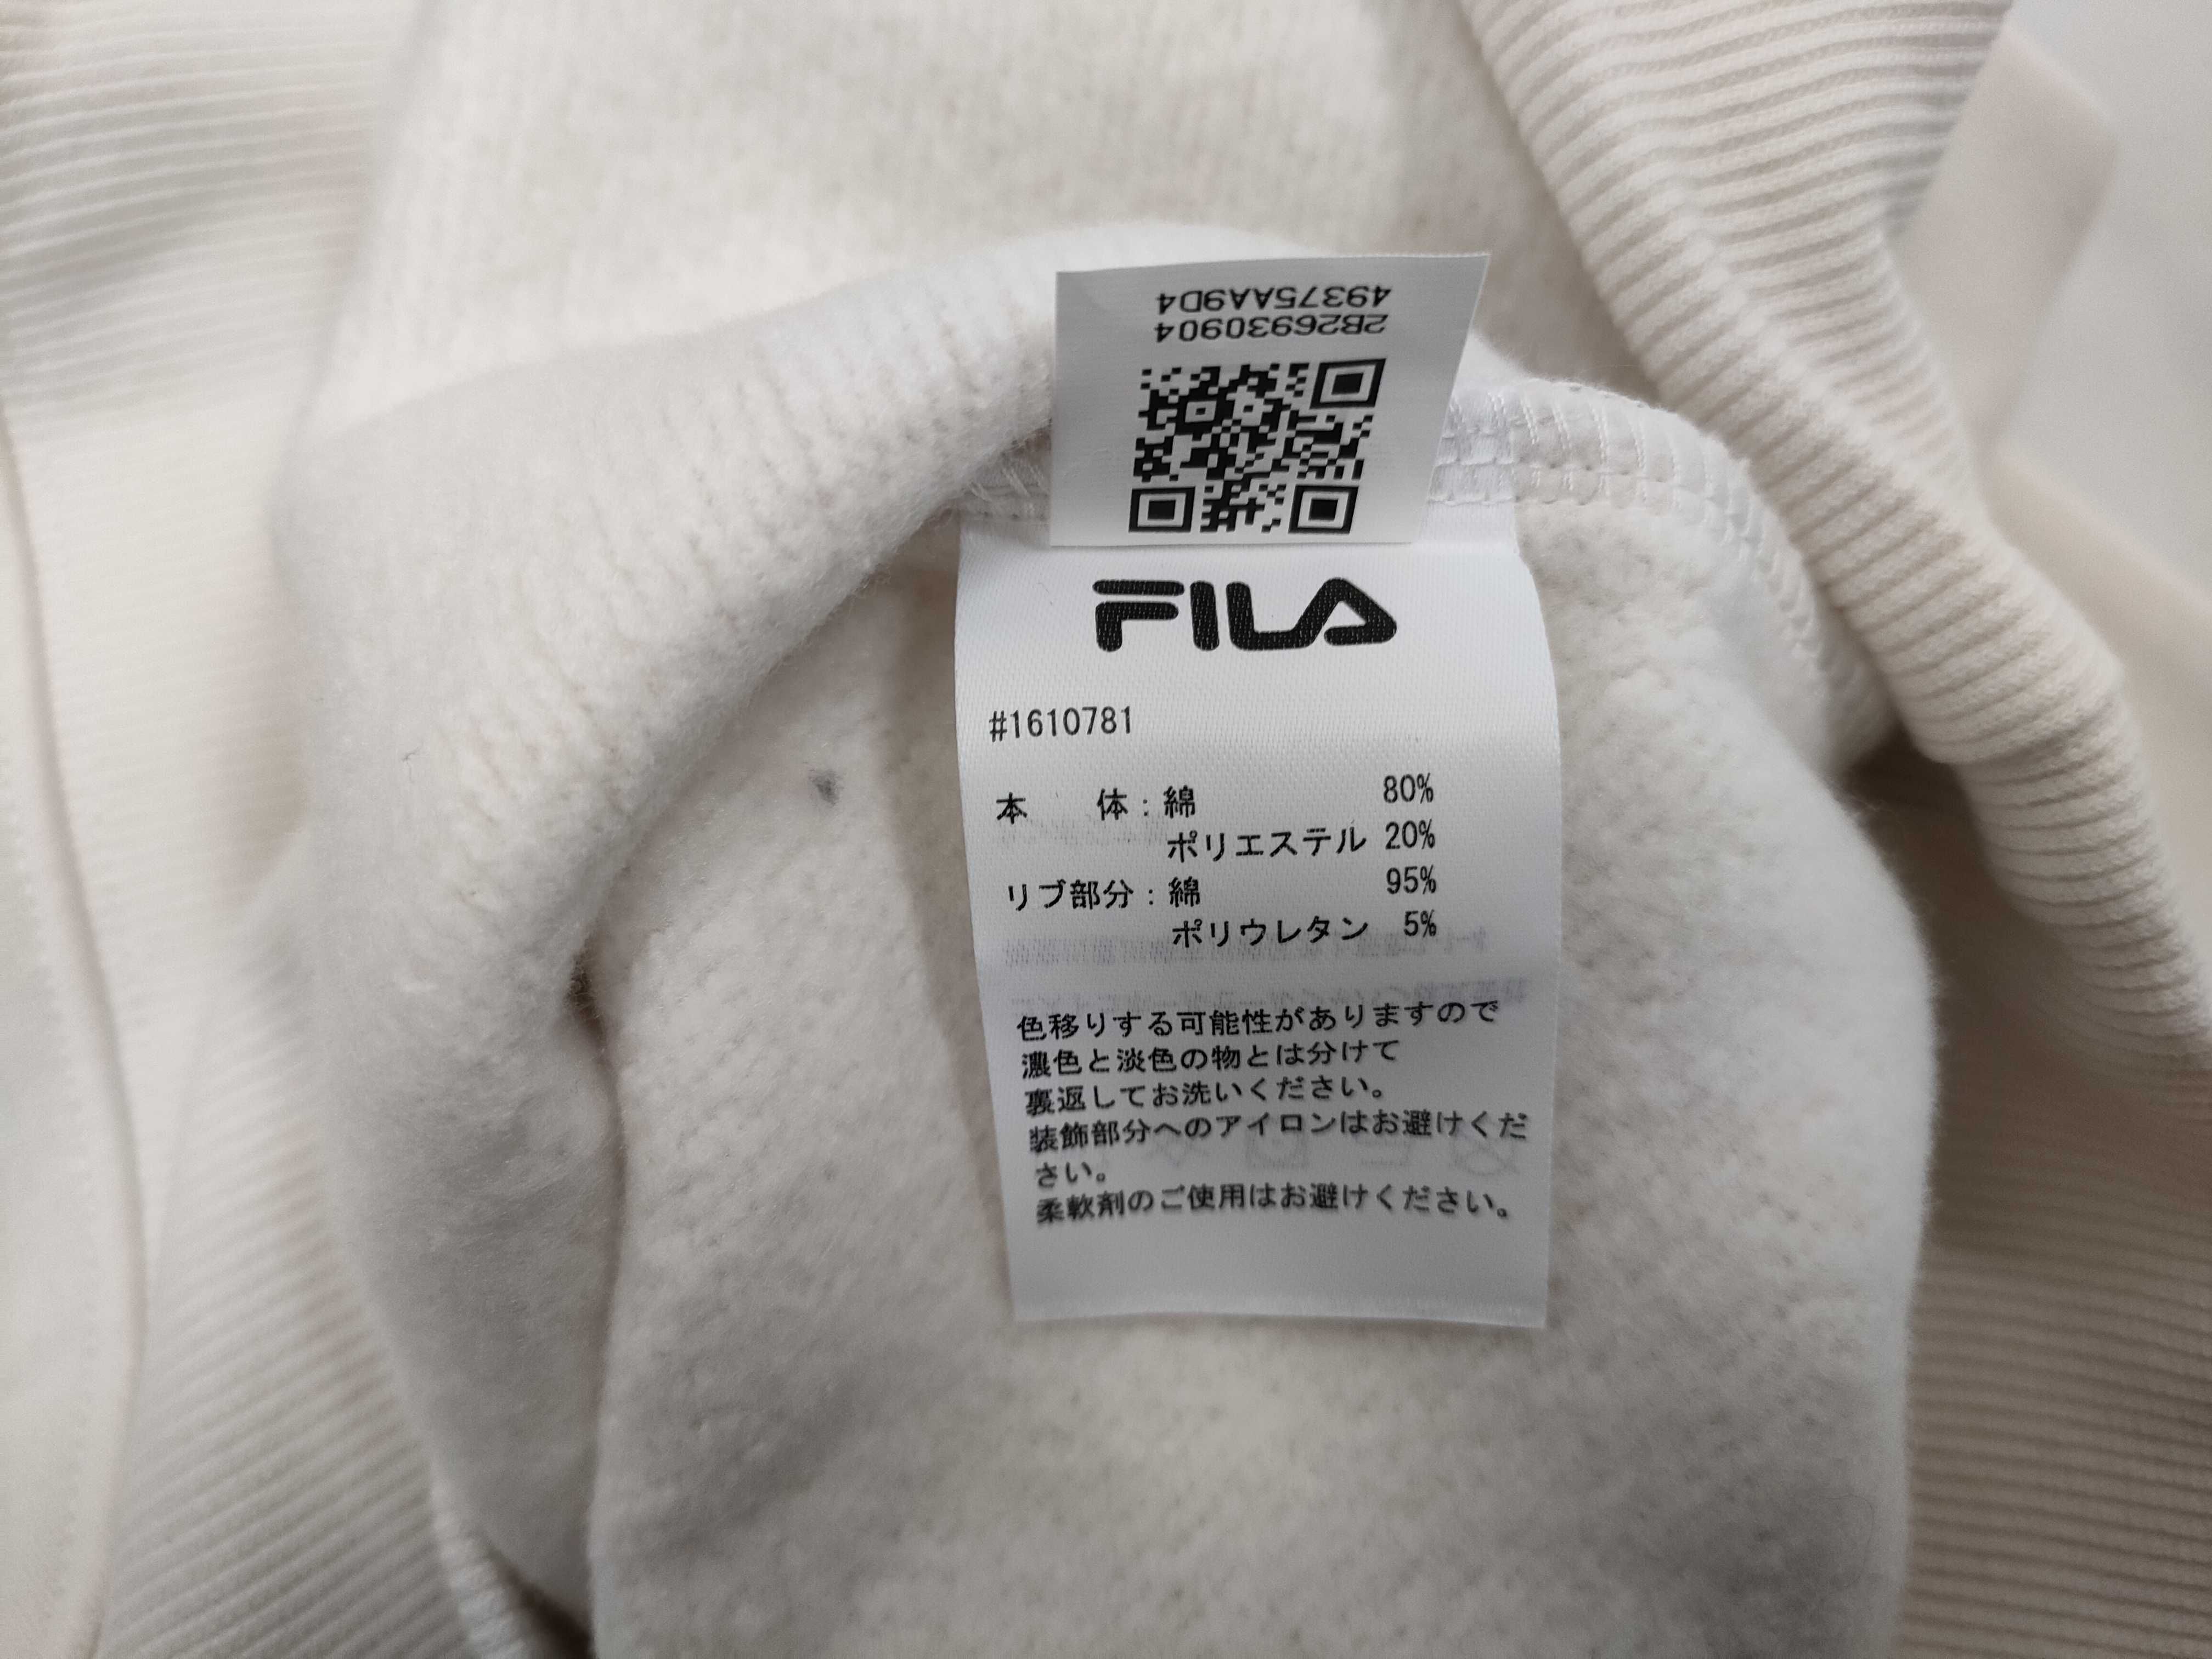 2B26930904
49375AA9D4
FILA
#1610781
本　体：綿 80%
ポリエステル 20%
リブ部分：綿 95%
ポリウレタン 5%
色移りする可能性がありますので
濃色と淡色の物とは分けて
裏返してお洗いください。
装飾部分へのアイロンはお避けくだ
さい。
柔軟剤のご使用はお避けください。